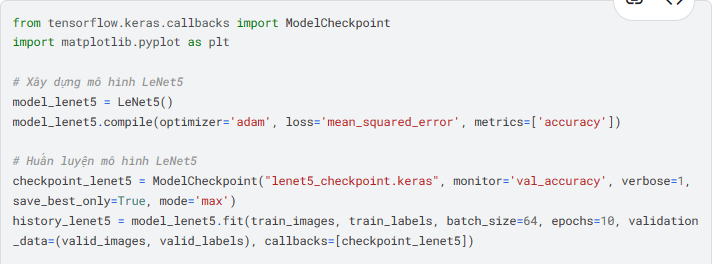 from tensorflow.keras.callbacks import ModelCheckpoint
import matplotlib.pyplot as plt
# Xây dựng mô hình LeNet5
model_lenet5 = LeNet5()
model_lenet5.compile(optimizer='adam', loss='mean_squared_error', metrics=['accuracy'])
# Huấn luyện mô hình LeNet5
checkpoint_lenet5 = ModelCheckpoint("lenet5_checkpoint.keras", monitor='val_accuracy', verbose=1,
save_best_only=True, mode='max')
history_lenet5 = model_lenet5.fit(train_images, train_labels, batch_size=64, epochs=10, validation
_data=(valid_images, valid_labels), callbacks=[checkpoint_lenet5])